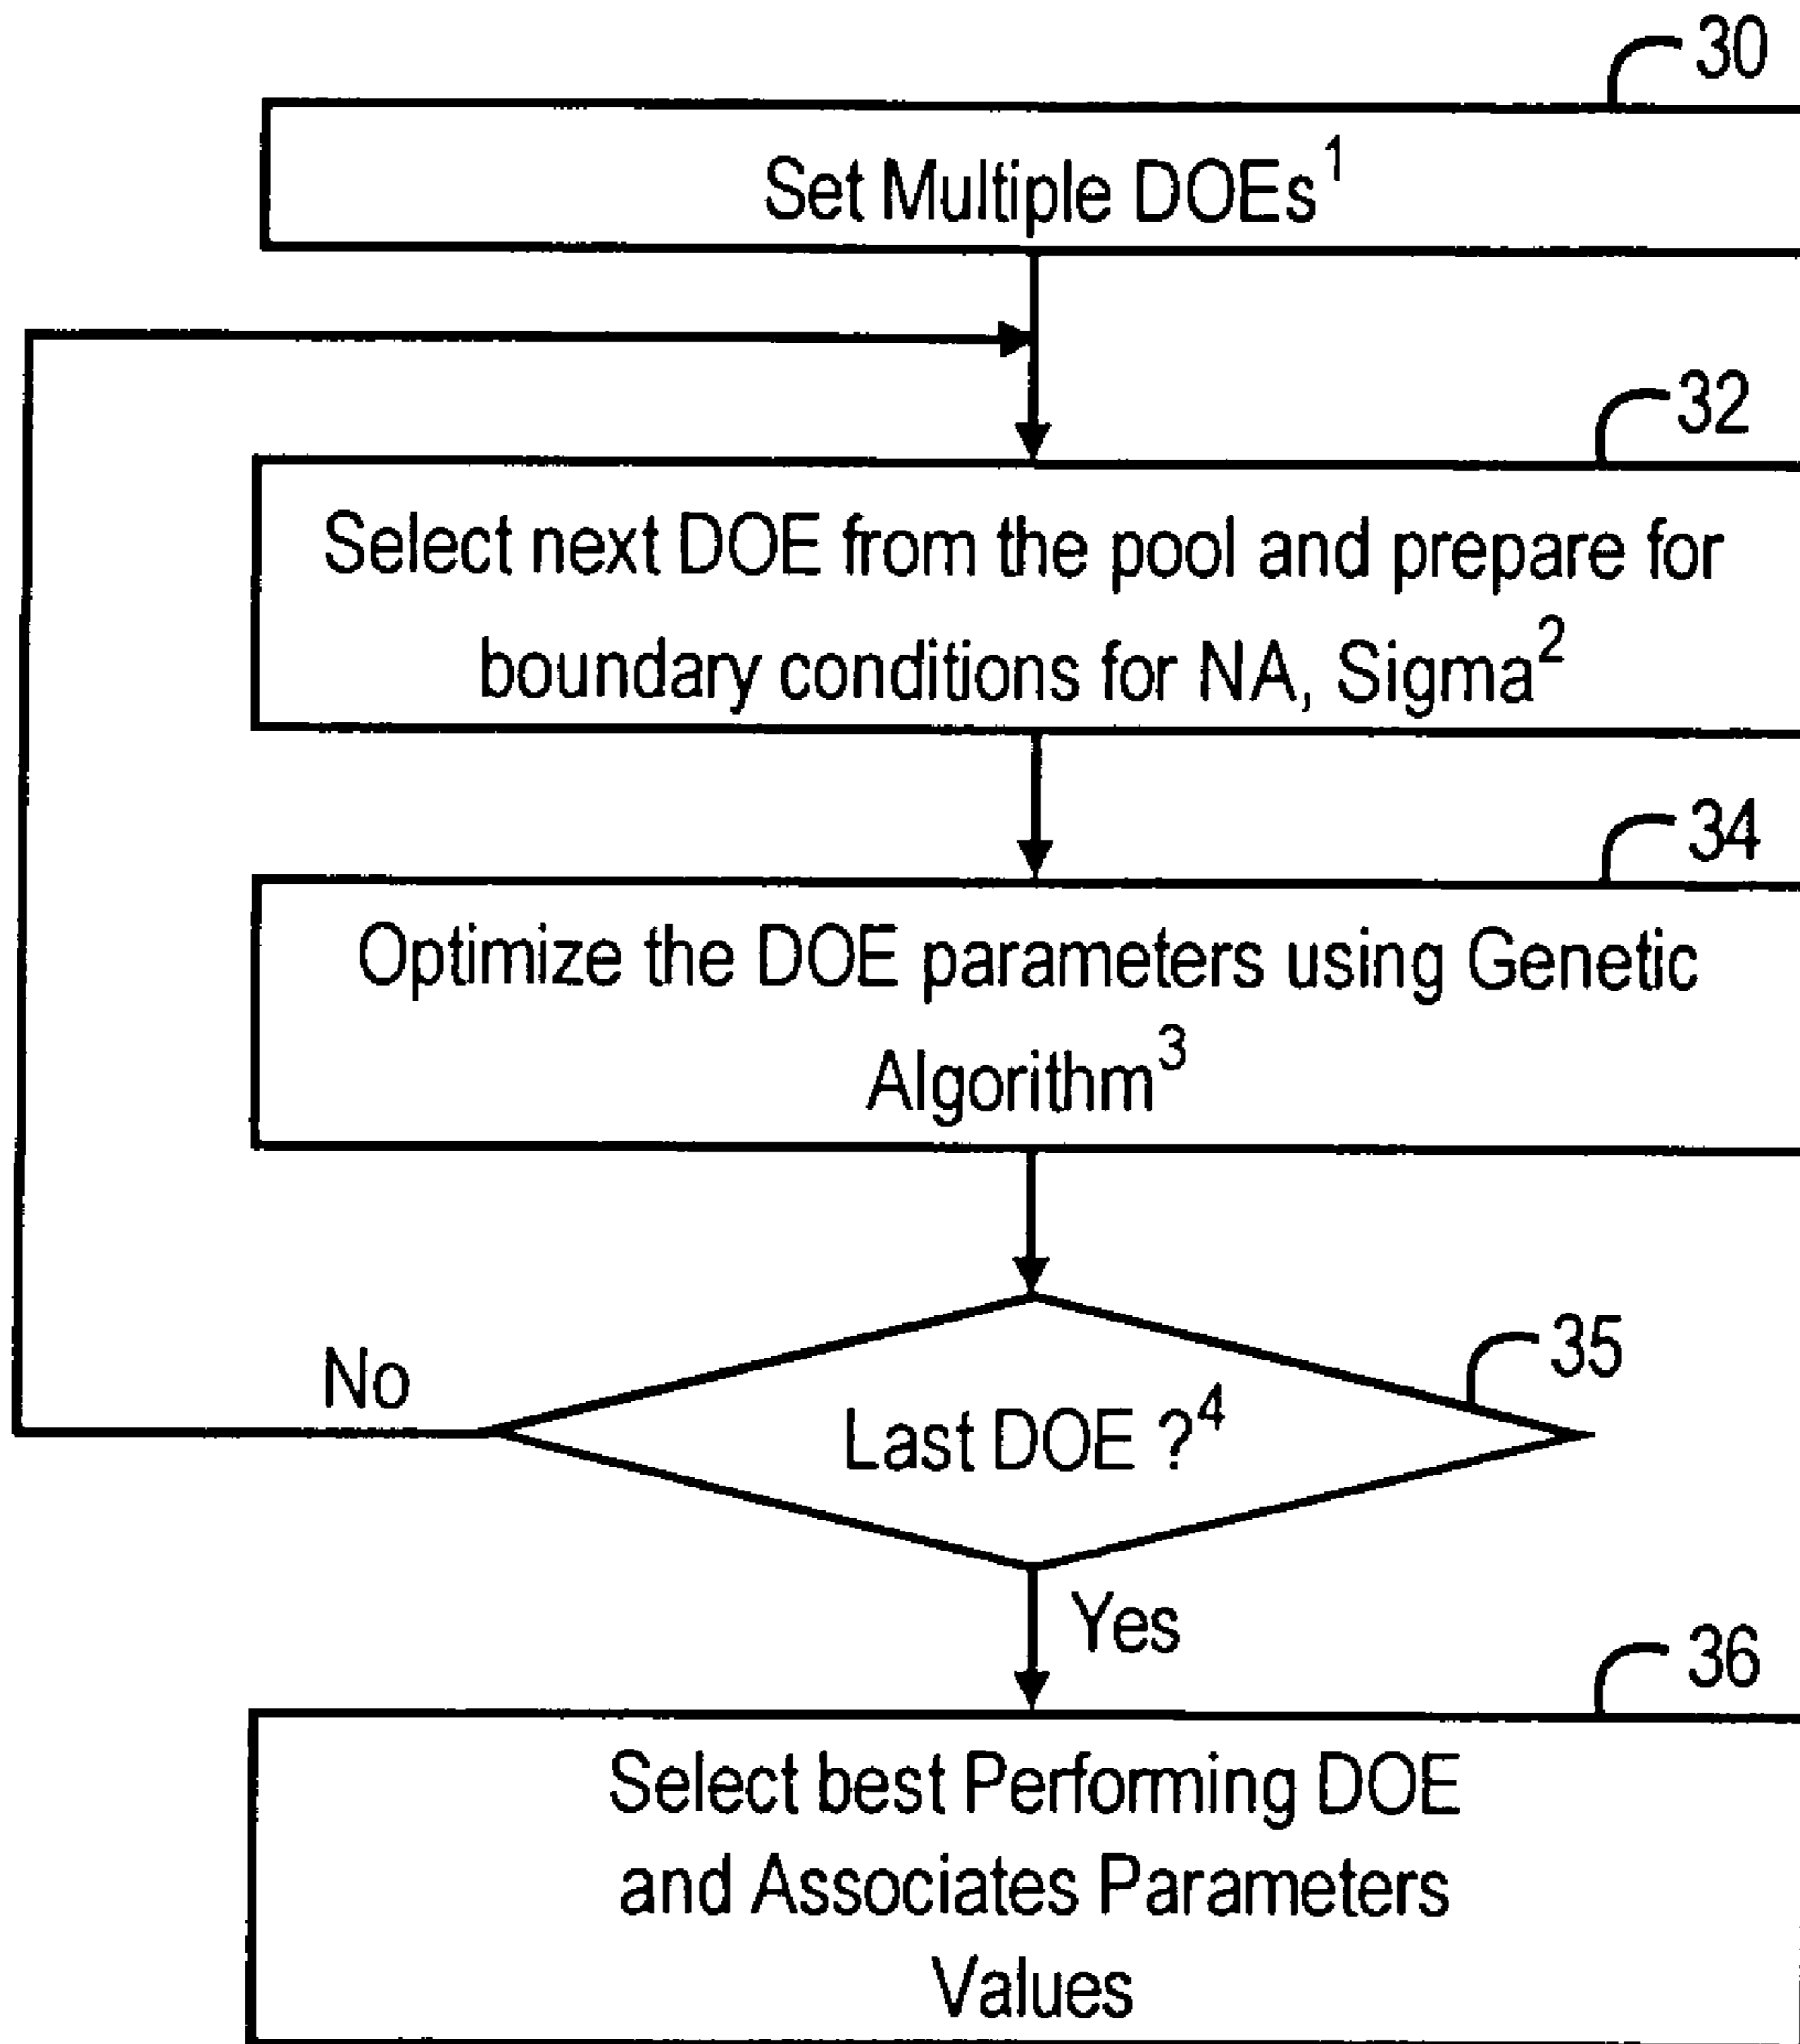 30
Set Multiple DOEs¹
32
Select next DOE from the pool and prepare for
boundary conditions for NA, Sigma²
34
Optimize the DOE parameters using Genetic
Algorithm³
35
No
Last DOE ?⁴
Yes
36
Select best Performing DOE
and Associates Parameters
Values